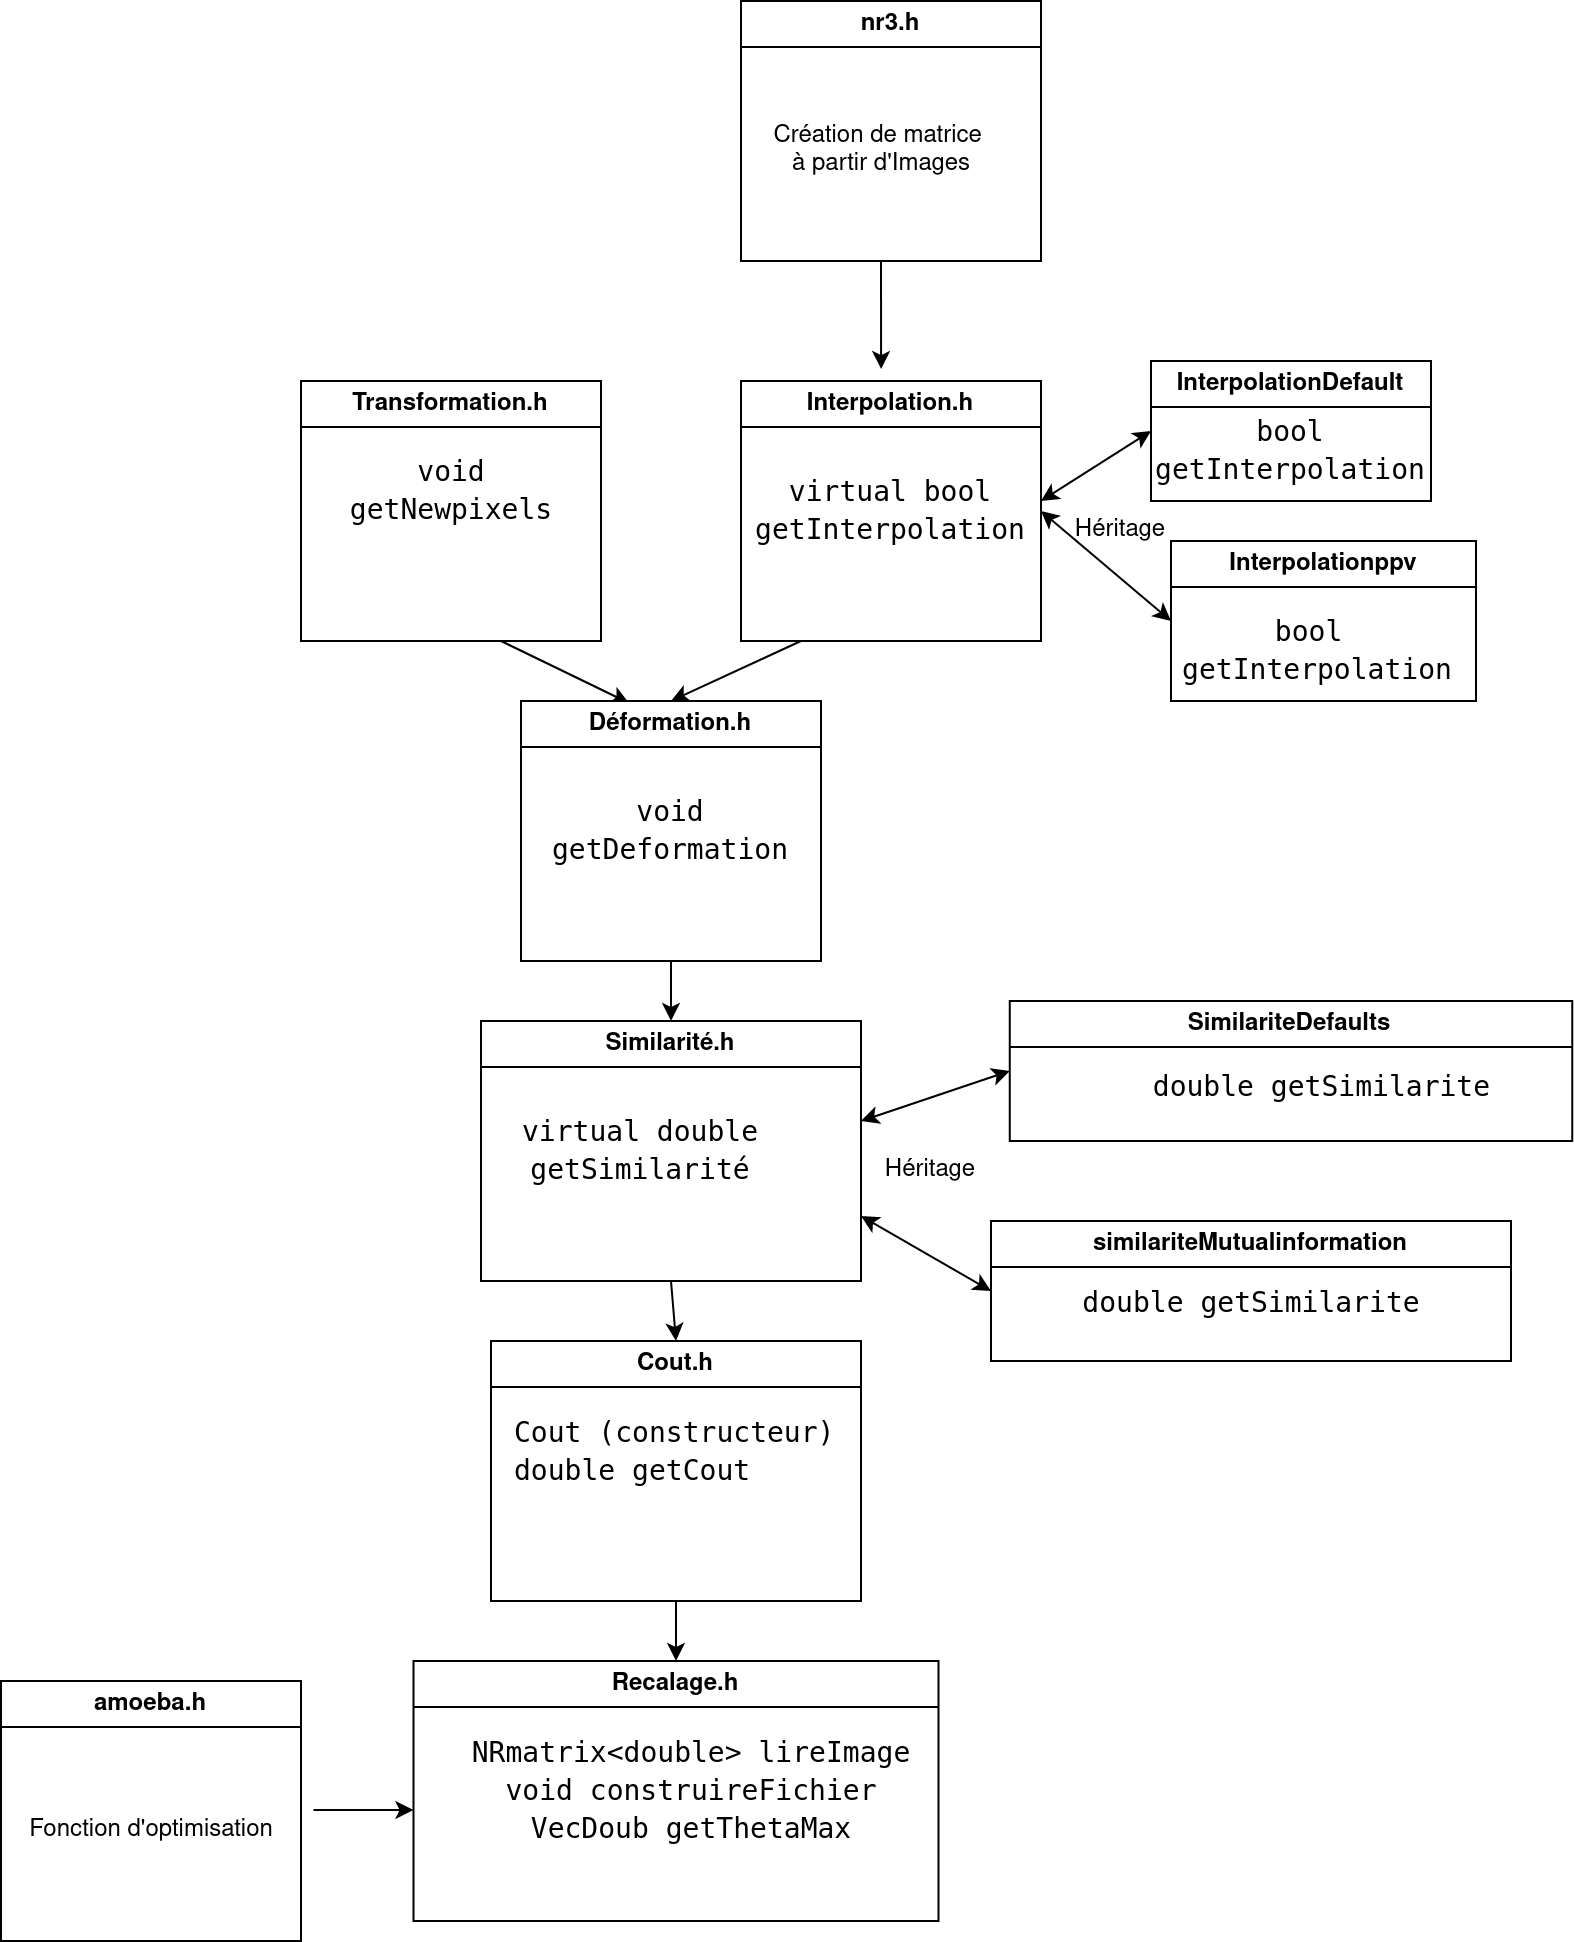 nr3.h
Création de matrice
à partir d'Images
Transformation.h
void
getNewpixels
Interpolation.h
virtual bool
getInterpolation
InterpolationDefault
bool
getInterpolation
Héritage
Interpolationppv
bool
getInterpolation
Déformation.h
void
getDeformation
Similarité.h
virtual double
getSimilarité
SimilariteDefaults
double getSimilarite
Héritage
similariteMutualinformation
double getSimilarite
Cout.h
Cout (constructeur)
double getCout
amoeba.h
Fonction d'optimisation
Recalage.h
NRmatrix<double> lireImage
void construireFichier
VecDoub getThetaMax